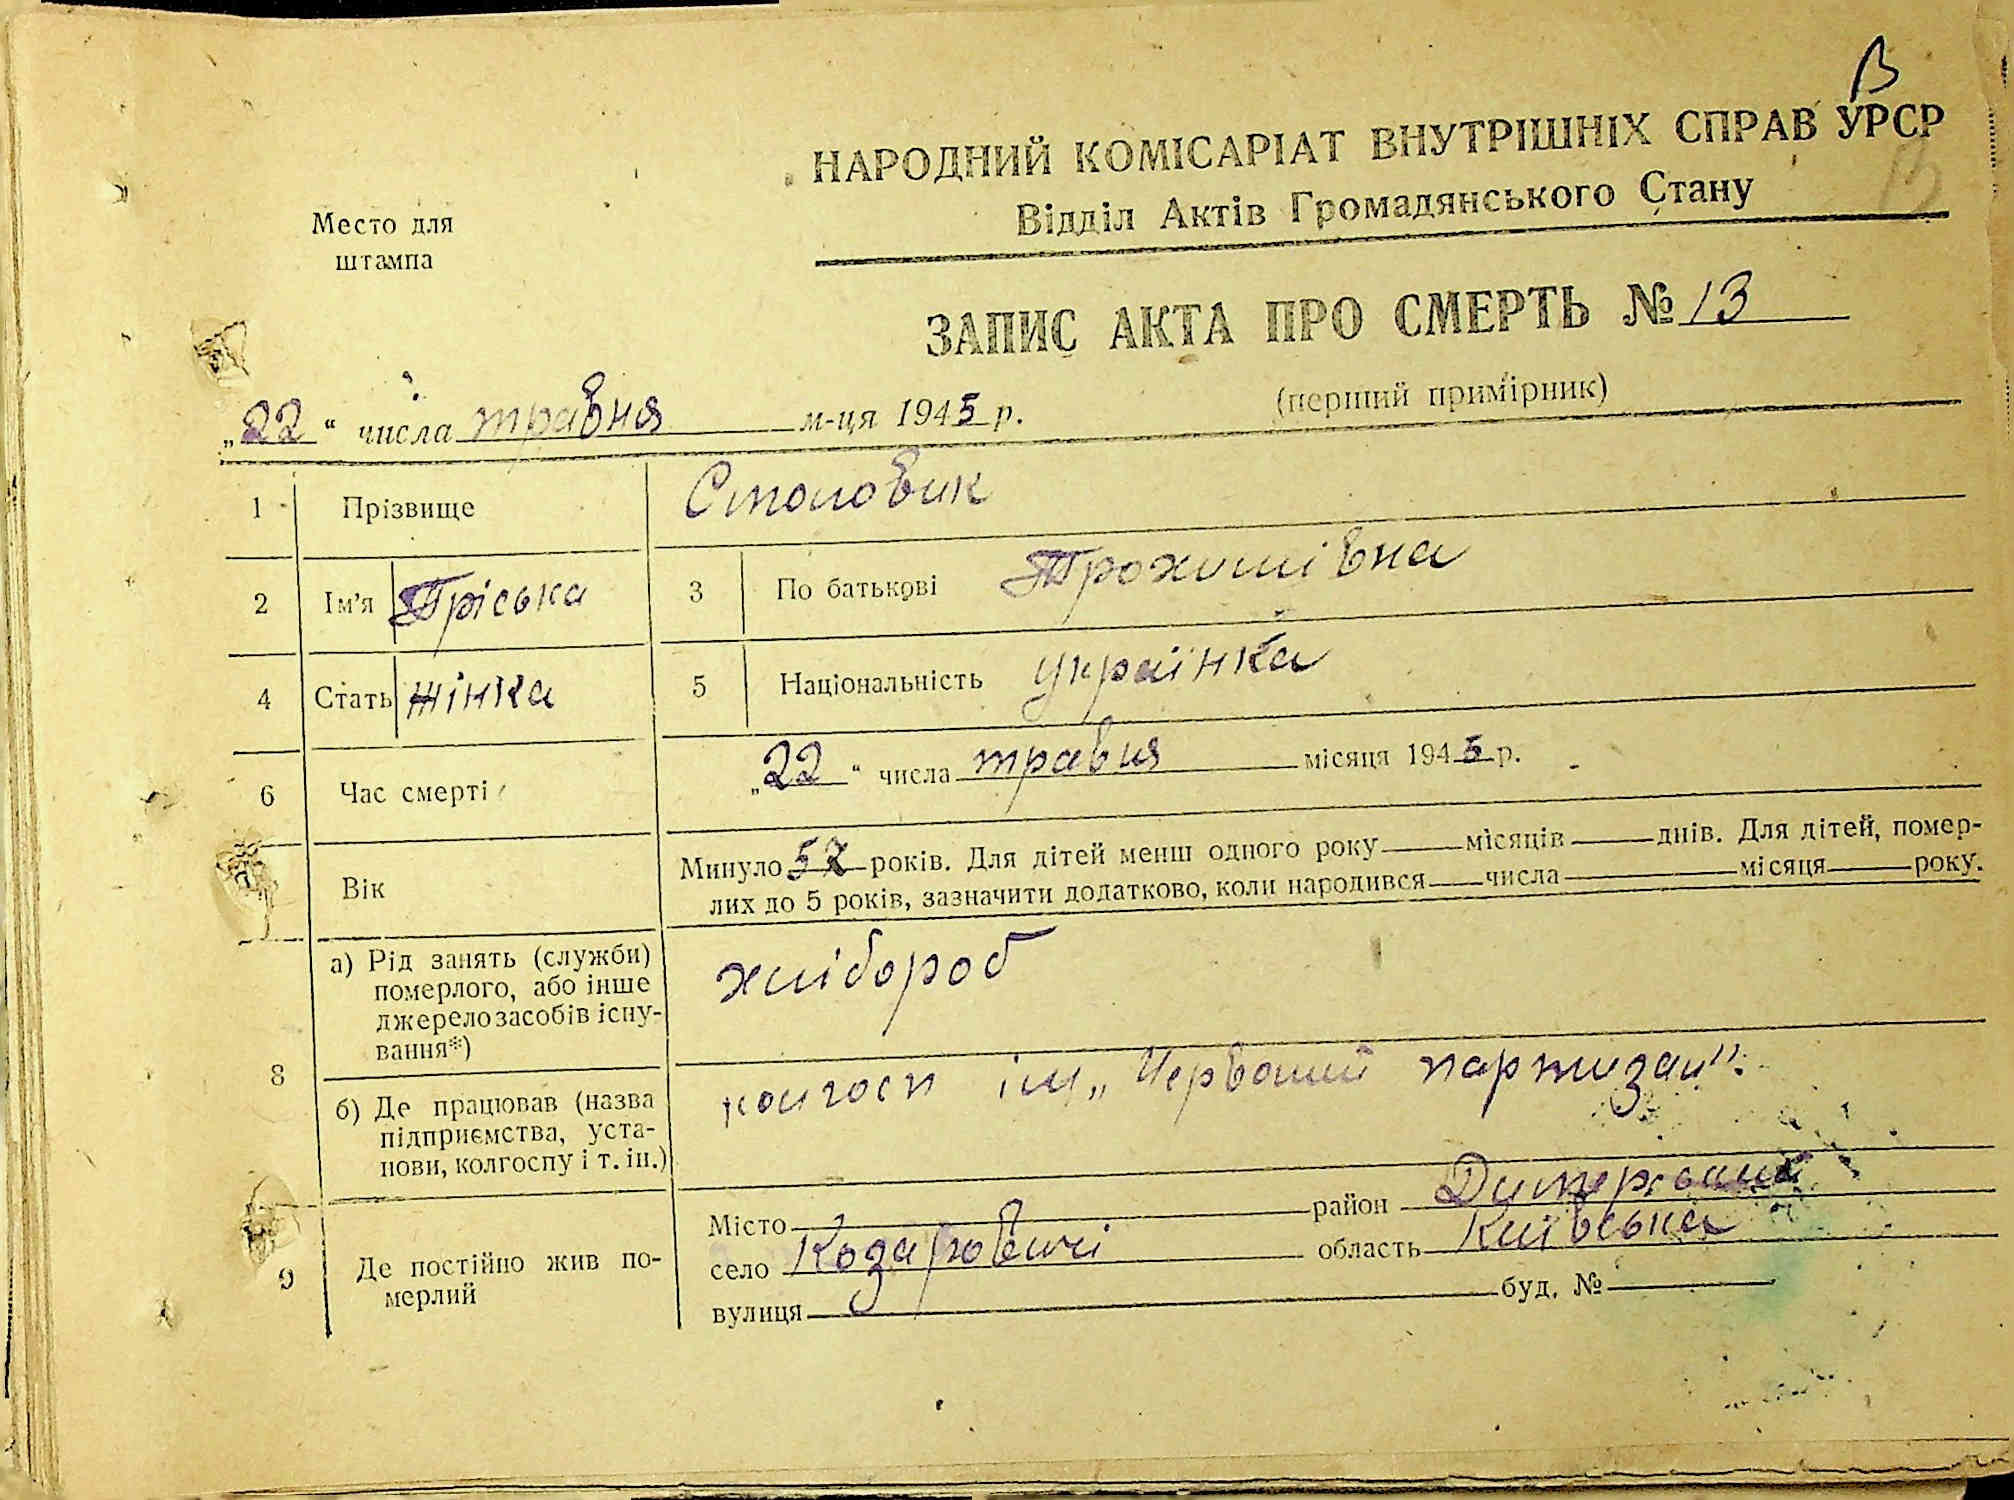 В
НАРОДНИЙ КОМІСАРІАТ ВНУТРІШНІХ СПРАВ УРСР
Відділ Актів Громадянського Стану
Место для
штампа
ЗАПИС АКТА ПРО СМЕРТЬ № 13
(перший примірник)
„22“ числа травня м-ця 1945 р.
1 Прізвище Столовик
2 Ім'я Пріська 3 По батькові Трохимівна
4 Стать жінка 5 Національність українка
6 Час смерті „22“ числа травня місяця 1945 р.
Вік Минуло 57 років. Для дітей менш одного року місяців днів. Для дітей, помер-
лих до 5 років, зазначити додатково, коли народився числа місяця року.
8 а) Рід занять (служби)
померлого, або інше
джерело засобів існу-
вання*)
хлібороб
б) Де працював (назва
підприємства, уста-
нови, колгоспу і т. ін.)
колгосп ім „Червоний партизан".
9 Де постійно жив по-
мерлий
Місто район Димерський
село Козаровичі область Київська
вулиця буд. №